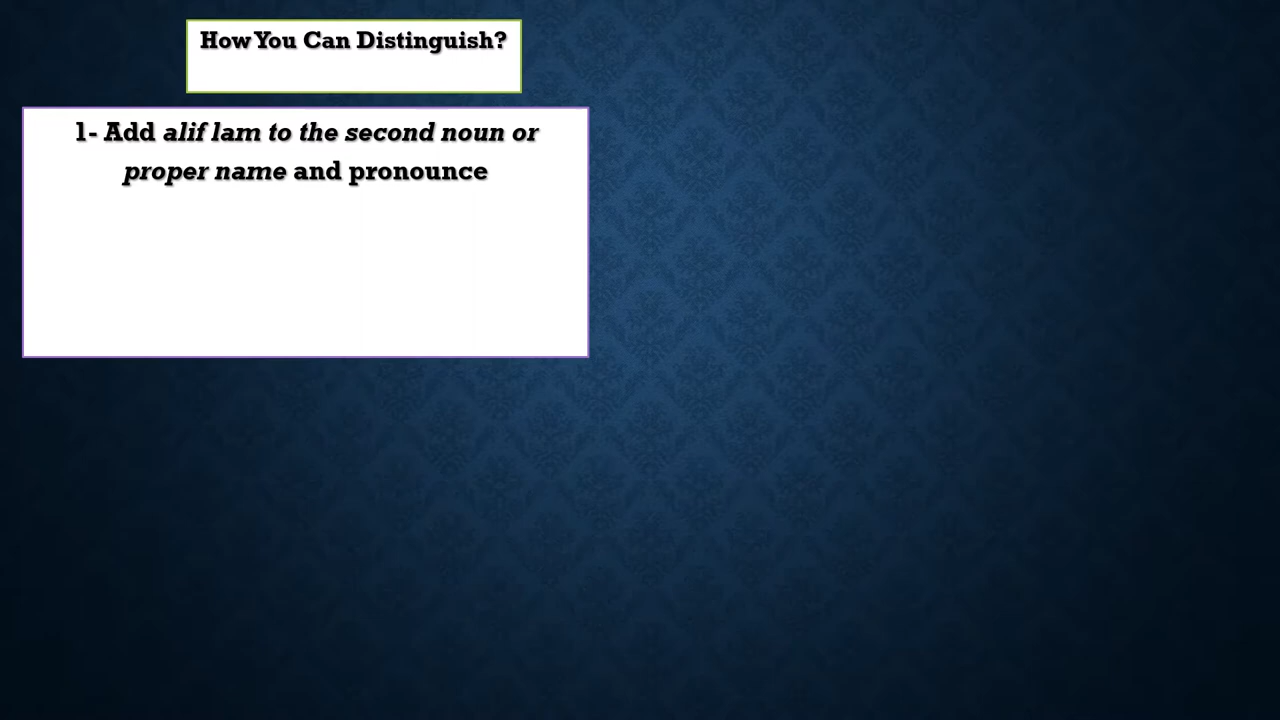 How You Can Distinguish?
1- Add alif lam to the second noun or
proper name and pronounce